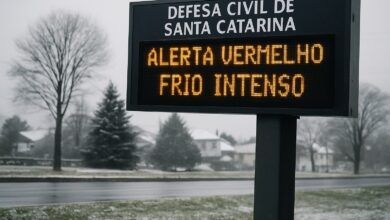 DEFESA CIVIL DE
SANTA CATARINA
ALERTA VERMELHO
FRIO INTENSO